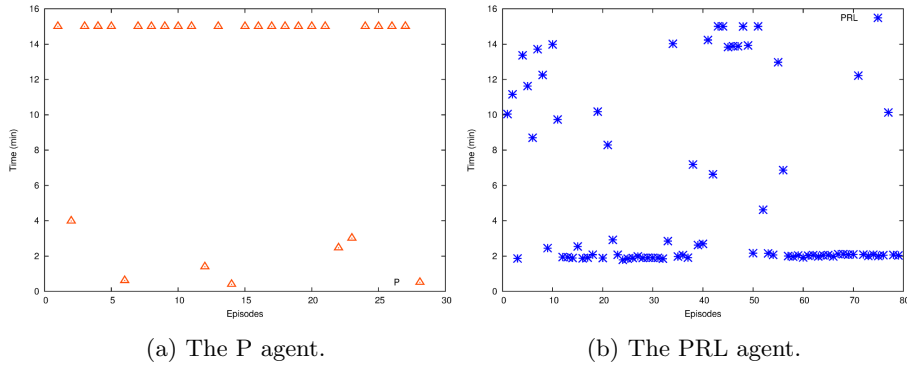 16
14
12
10
8
6
4
2
0
Time (min)
0 5 10 15 20 25 30
Episodes
P
(a) The P agent.
16
14
12
10
8
6
4
2
0
Time (min)
0 10 20 30 40 50 60 70 80
Episodes
PRL
(b) The PRL agent.